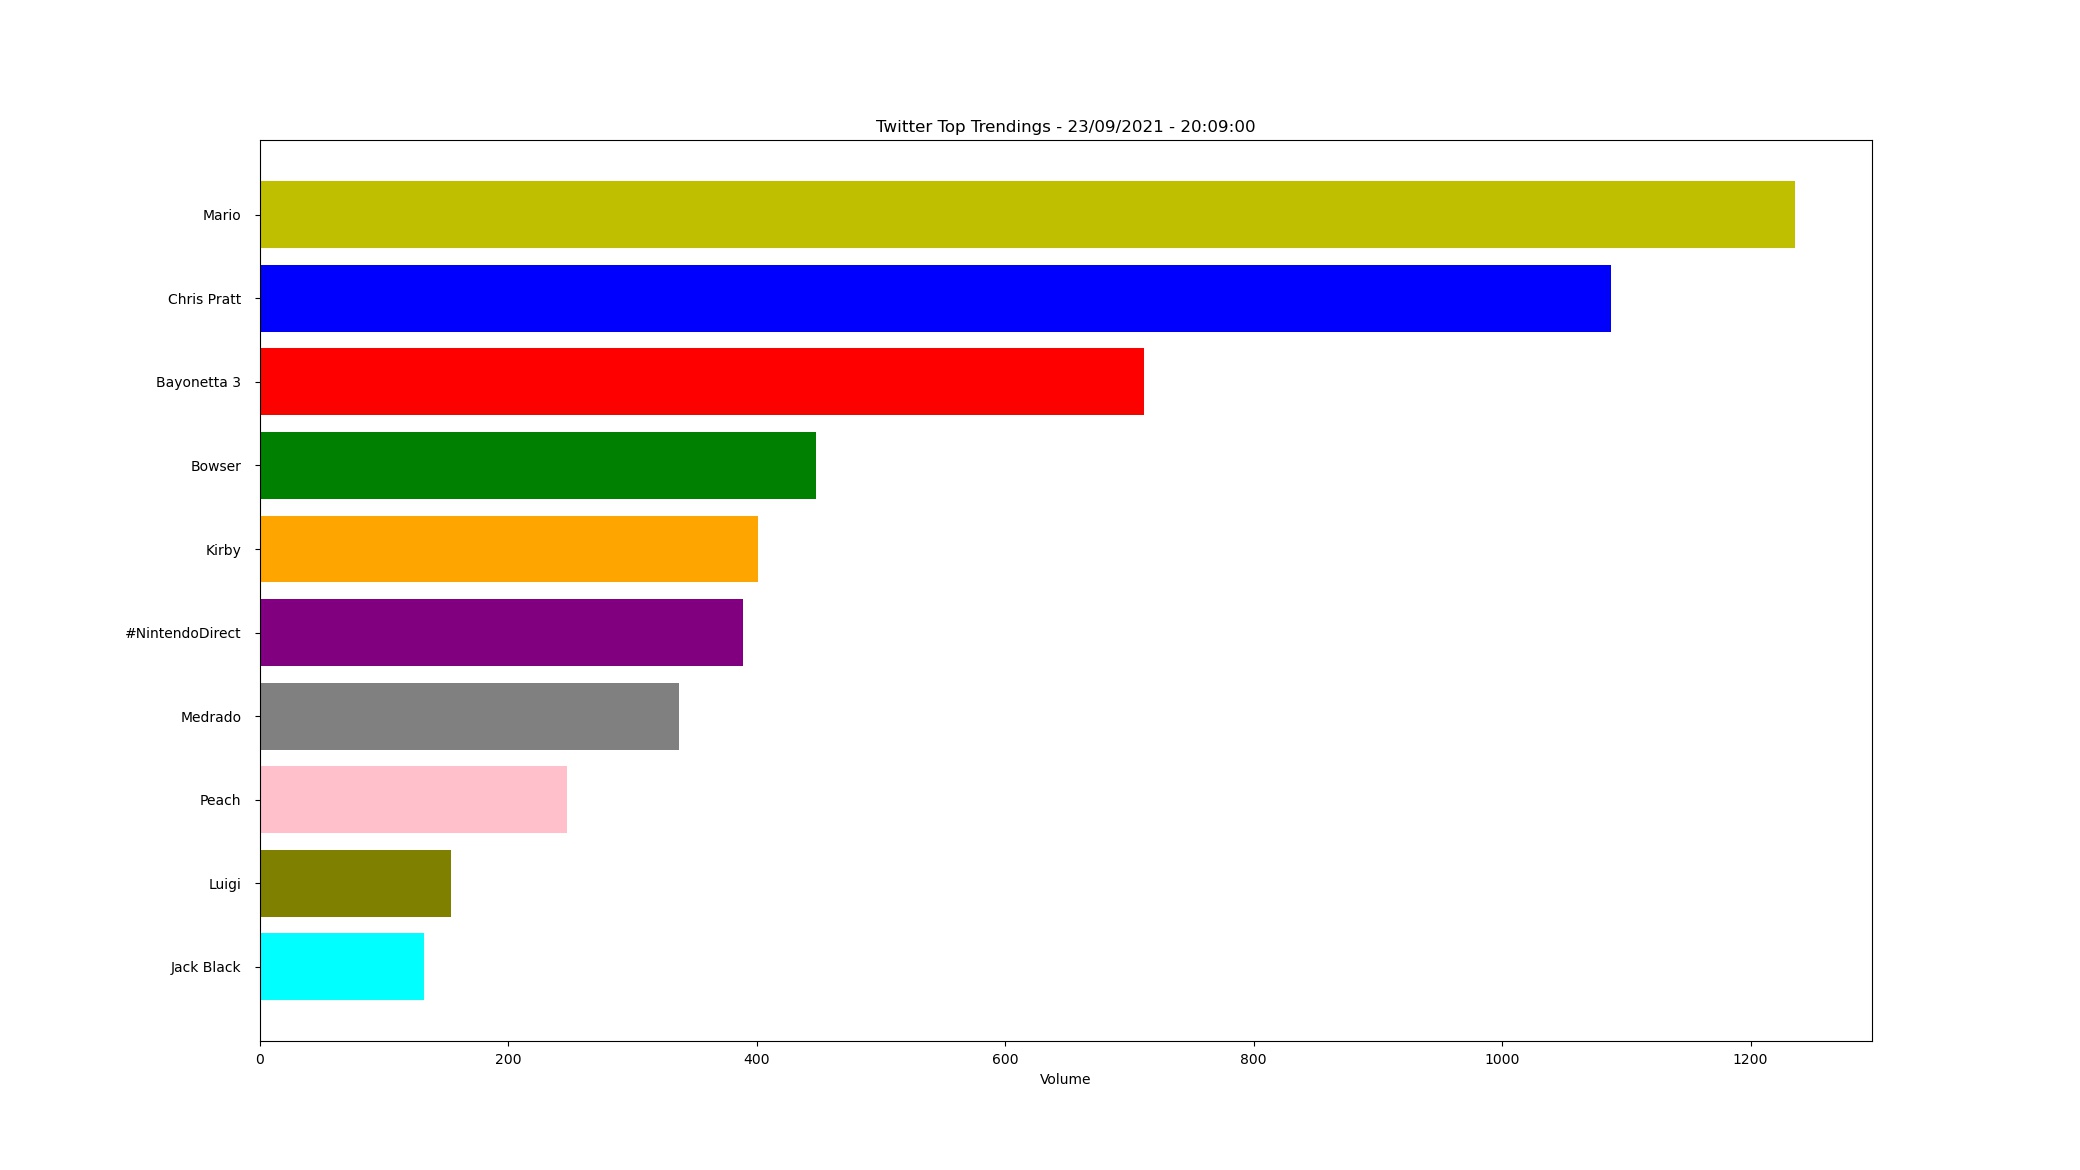 Twitter Top Trendings - 23/09/2021 - 20:09:00
Mario
Chris Pratt
Bayonetta 3
Bowser
Kirby
#NintendoDirect
Medrado
Peach
Luigi
Jack Black
0 200 400 600 800 1000 1200
Volume